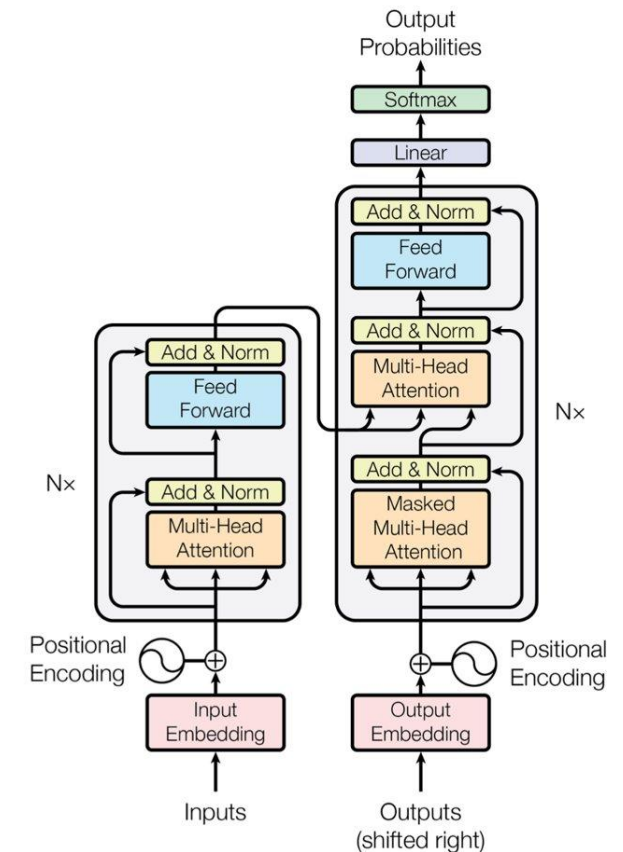 Output
Probabilities
Softmax
Linear
Add & Norm
Feed
Forward
Add & Norm
Multi-Head
Attention
Add & Norm
Masked
Multi-Head
Attention
N×
Add & Norm
Feed
Forward
Add & Norm
Multi-Head
Attention
N×
Positional
Encoding
Positional
Encoding
Input
Embedding
Output
Embedding
Inputs
Outputs
(shifted right)